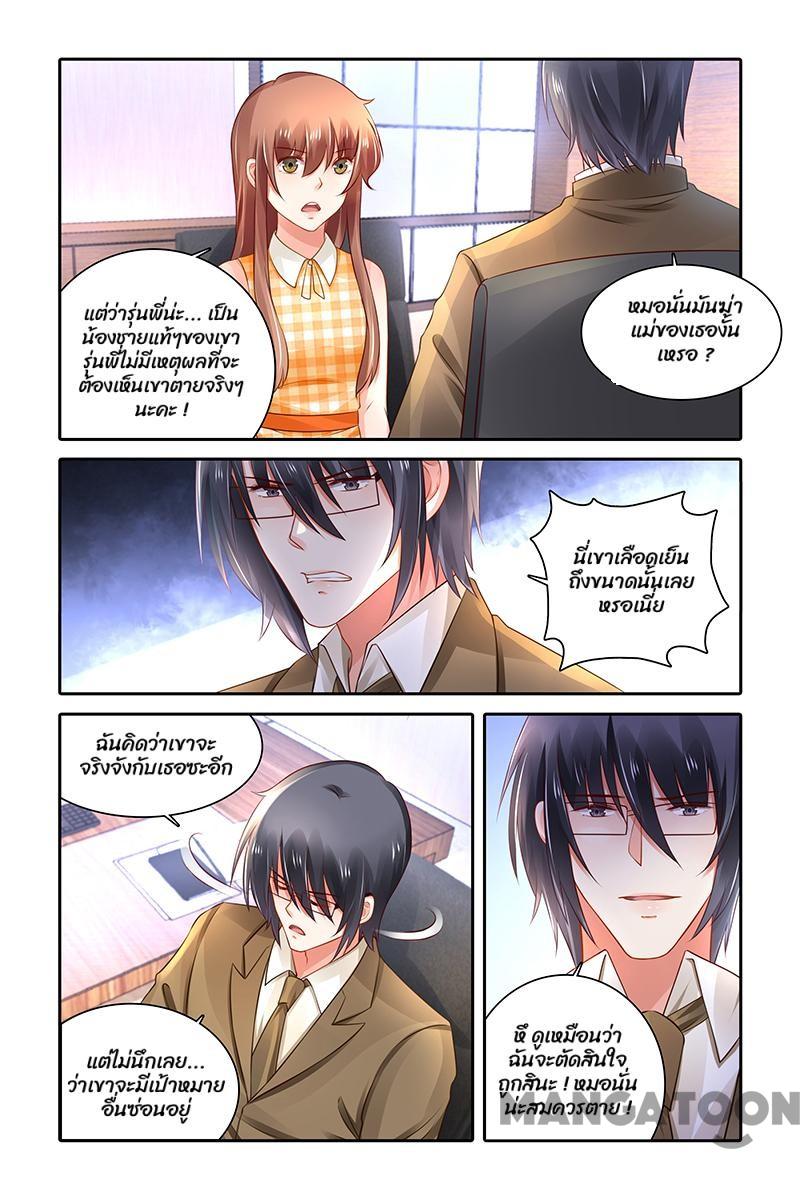 แต่ว่ารุ่นพี่น่ะ... เป็น
น้องชายแท้ๆของเขา
รุ่นพี่ไม่มีเหตุผลที่จะ
ต้องเห็นเขาตายจริงๆ
นะคะ !
หมอนั่นมันฆ่า
แม่ของเธองั้น
เหรอ ?
นี่เขาเลือดเย็น
ถึงขนาดนั้นเลย
หรอเนี่ย
ฉันคิดว่าเขาจะ
จริงจังกับเธอซะอีก
แต่ไม่นึกเลย...
ว่าเขาจะมีเป้าหมาย
อื่นซ่อนอยู่
หึ ดูเหมือนว่า
ฉันจะตัดสินใจ
ถูกสินะ ! หมอนั่น
น่ะสมควรตาย !
MANGATOON